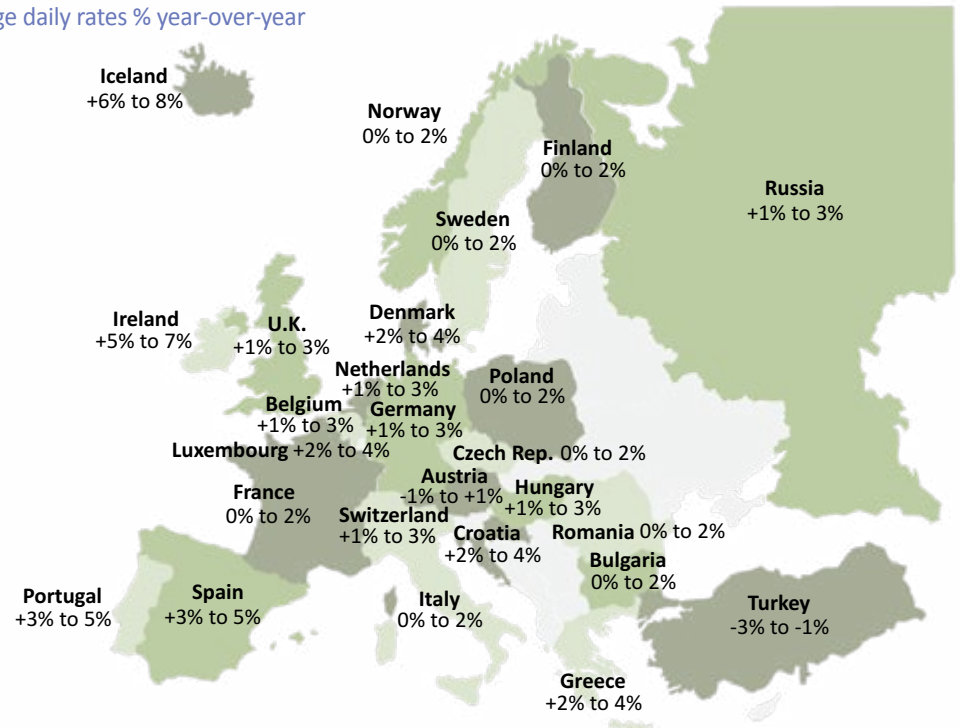 daily rates % year-over-year
Iceland
+6% to 8%
Norway
0% to 2%
Finland
0% to 2%
Russia
+1% to 3%
Sweden
0% to 2%
Ireland
+5% to 7%
U.K.
+1% to 3%
Denmark
+2% to 4%
Netherlands
+1% to 3%
Poland
0% to 2%
Belgium
+1% to 3%
Germany
+1% to 3%
Luxembourg +2% to 4%
Czech Rep. 0% to 2%
Austria
-1% to +1%
Hungary
+1% to 3%
France
0% to 2%
Switzerland
+1% to 3%
Croatia
+2% to 4%
Romania 0% to 2%
Bulgaria
0% to 2%
Portugal
+3% to 5%
Spain
+3% to 5%
Italy
0% to 2%
Turkey
-3% to -1%
Greece
+2% to 4%